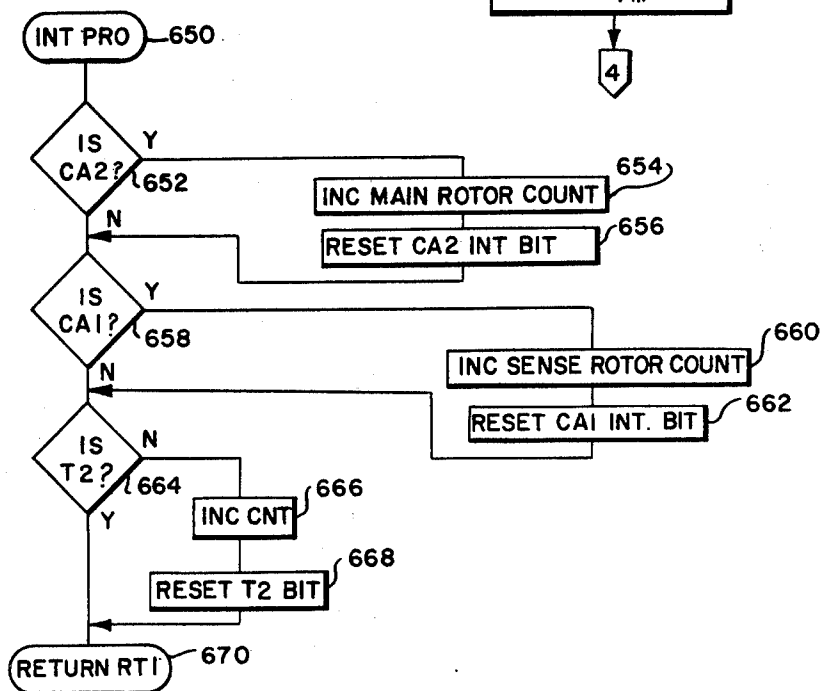 4
INT PRO 650
IS CA2? Y
652
N
INC MAIN ROTOR COUNT 654
RESET CA2 INT BIT 656
IS CA1? Y
658
N
INC SENSE ROTOR COUNT 660
RESET CA1 INT. BIT 662
IS T2? N
664
Y
INC CNT 666
RESET T2 BIT 668
RETURN RTI 670